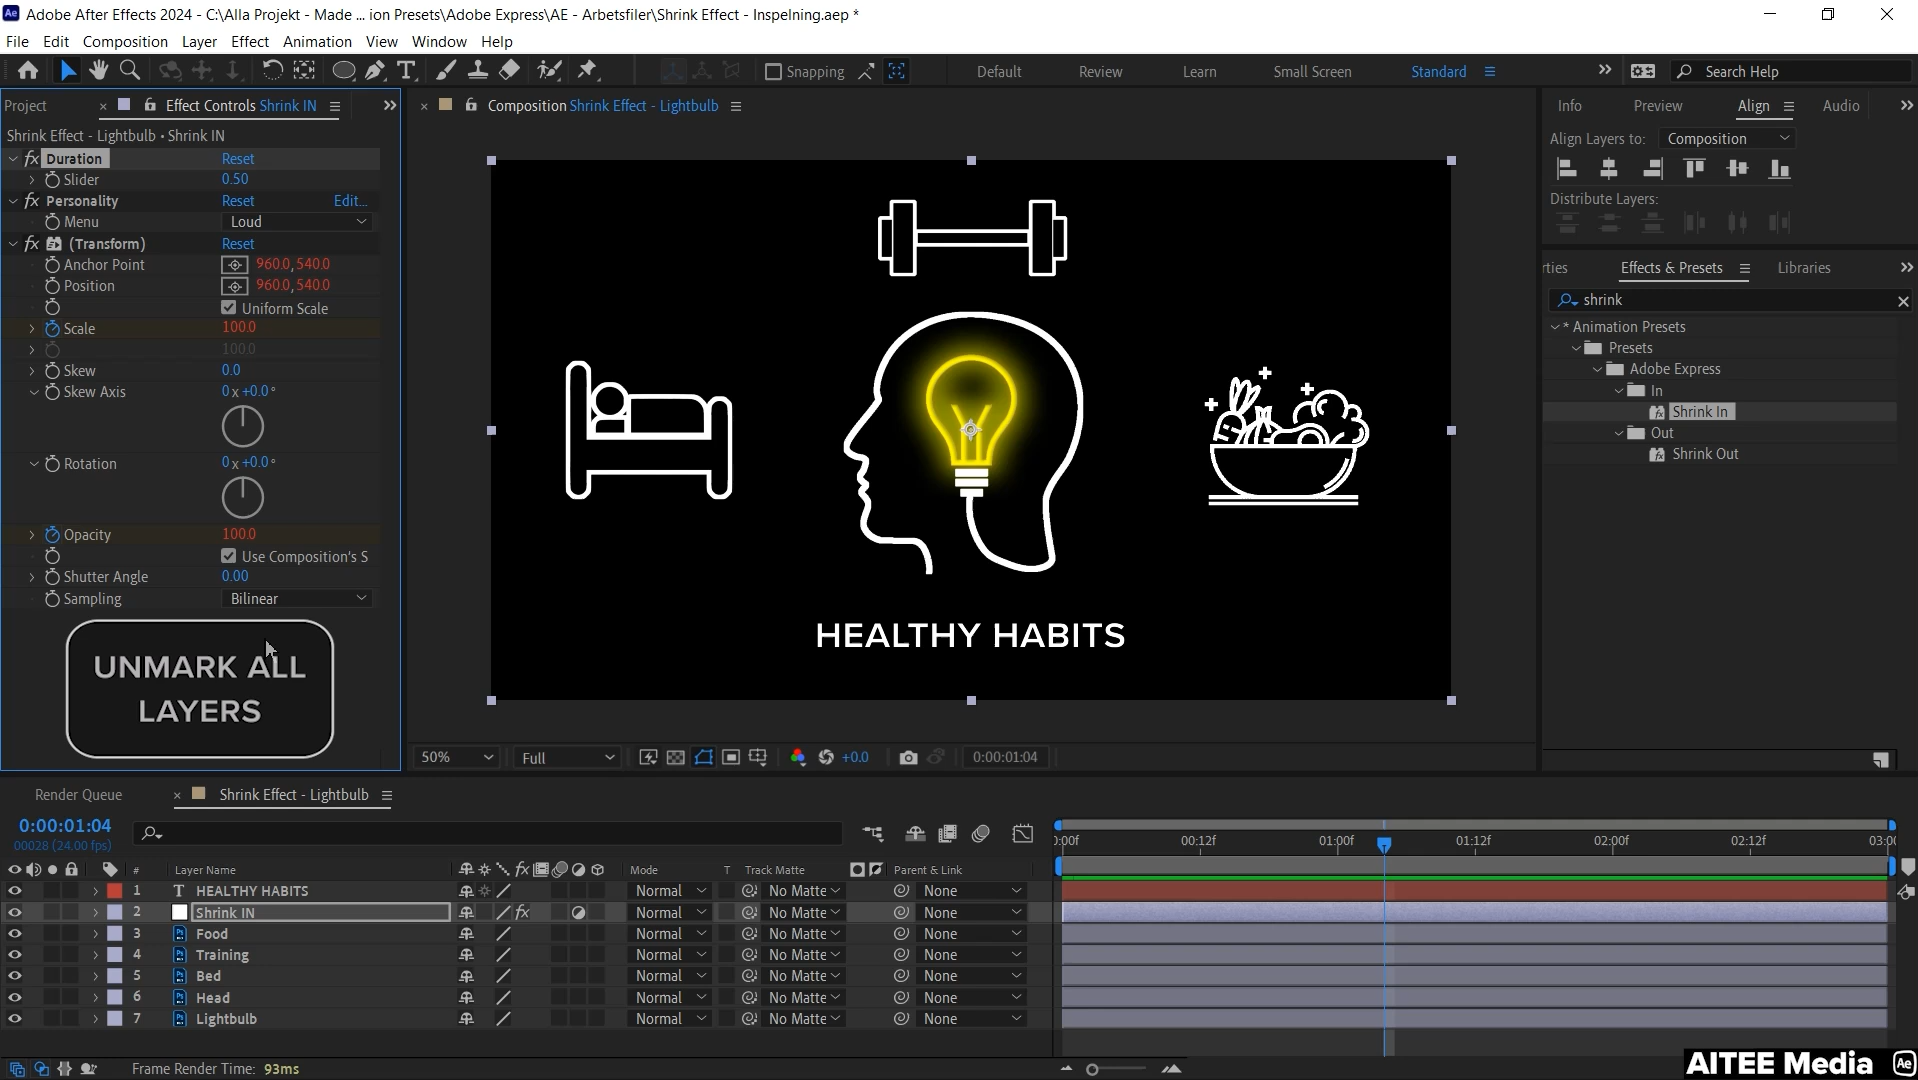 Adobe After Effects 2024 - C:\Alla Projekt - Made ... ion Presets\Adobe Express\AE - Arbetsfiler\Shrink Effect - Inspelning.aep *
File Edit Composition Layer Effect Animation View Window Help
Snapping Default Review Learn Small Screen Standard Search Help
Project Effect Controls Shrink IN
Shrink Effect - Lightbulb • Shrink IN
fx Duration Reset
Slider 0.50
fx Personality Reset Edit...
Menu Loud
fx (Transform) Reset
Anchor Point 960.0, 540.0
Position 960.0, 540.0
Uniform Scale
Scale 100.0
100.0
Skew 0.0
Skew Axis 0 x +0.0 °
Rotation 0 x +0.0 °
Opacity 100.0
Use Composition's S
Shutter Angle 0.00
Sampling Bilinear
UNMARK ALL
LAYERS
Composition Shrink Effect - Lightbulb
HEALTHY HABITS
50% Full +0.0 0:00:01:04
Info Preview Align Audio
Align Layers to: Composition
Distribute Layers:
rties Effects & Presets Libraries
shrink
* Animation Presets
Presets
Adobe Express
In
Shrink In
Out
Shrink Out
Render Queue Shrink Effect - Lightbulb
0:00:01:04
00028 (24.00 fps)
):00f 00:12f 01:00f 01:12f 02:00f 02:12f 03:00
# Layer Name fx Mode T Track Matte Parent & Link
1 T HEALTHY HABITS Normal No Matte None
2 Shrink IN fx Normal No Matte None
3 Food Normal No Matte None
4 Training Normal No Matte None
5 Bed Normal No Matte None
6 Head Normal No Matte None
7 Lightbulb Normal No Matte None
Frame Render Time: 93ms
AITEE Media Ae